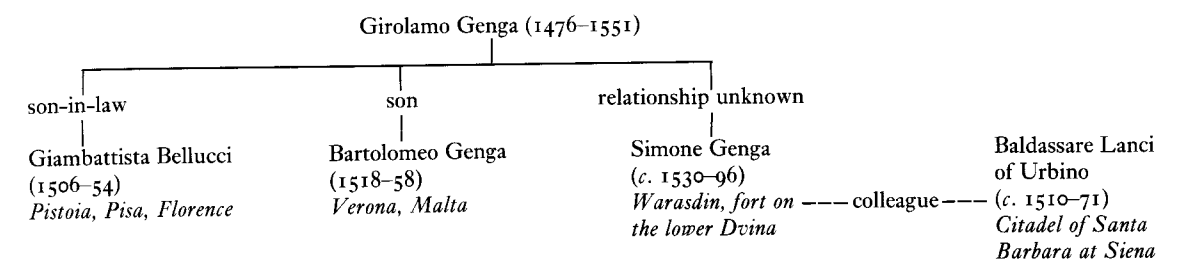 Girolamo Genga (1476–51)
son-in-law
son
relationship unknown
Giambattista Bellucci
(1506–54)
Pistoia, Pisa, Florence
Bartolomeo Genga
(1518–58)
Verona, Malta
Simone Genga
(c. 1530–96)
Warasdin, fort on
the lower Dvina
colleague
Baldassare Lanci
of Urbino
(c. 1510–71)
Citadel of Santa
Barbara at Siena